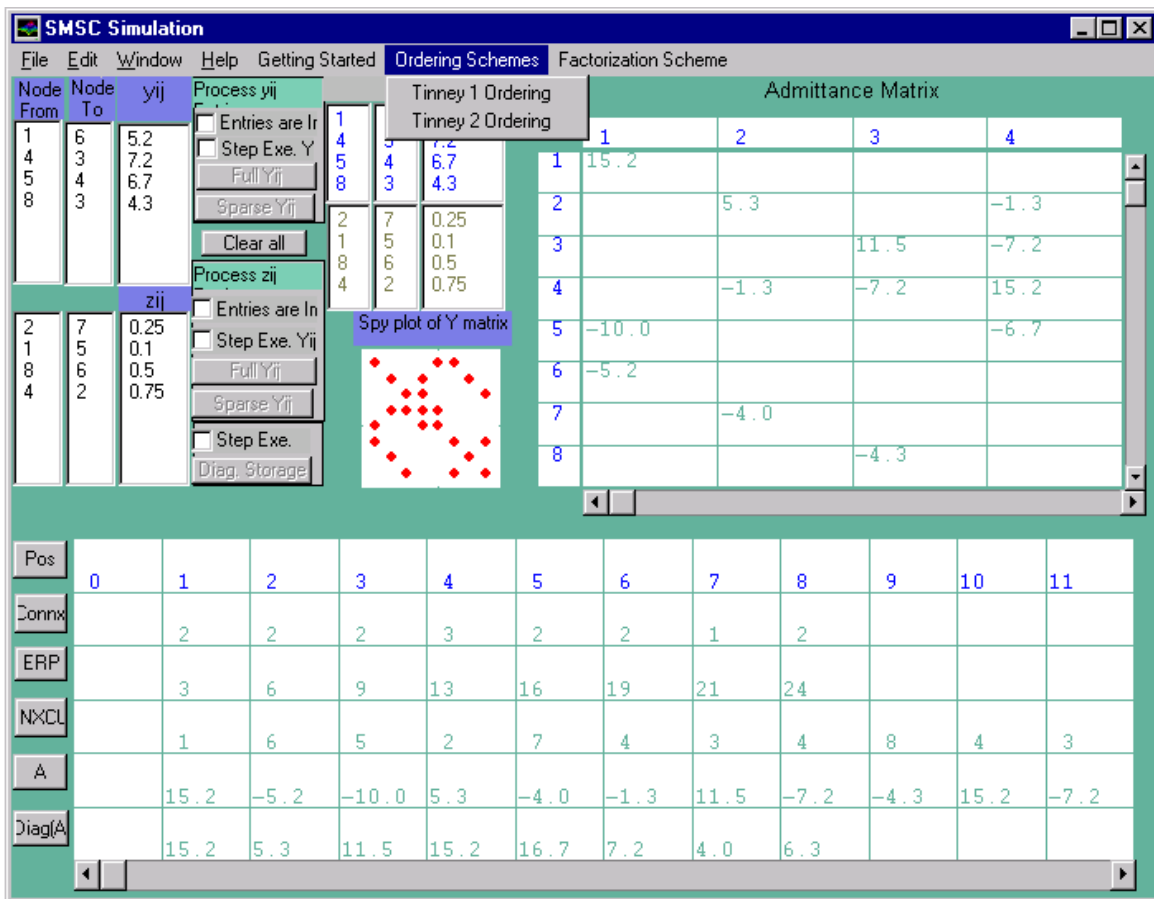 SMSC Simulation
File Edit Window Help Getting Started Ordering Schemes Factorization Scheme
Tinney 1 Ordering
Tinney 2 Ordering
Node From
Node To
yij
1 6 5.2
4 3 7.2
5 4 6.7
8 3 4.3
Process yij
Entries are Ir
Step Exe. Y
Full Yij
Sparse Yij
Clear all
1
4 3 7.2
5 4 6.7
8 3 4.3
2 7 0.25
1 5 0.1
8 6 0.5
4 2 0.75
zij
2 7 0.25
1 5 0.1
8 6 0.5
4 2 0.75
Process zij
Entries are In
Step Exe. Yij
Full Yij
Sparse Yij
Step Exe.
Diag. Storage
Spy plot of Y matrix
Admittance Matrix
1 2 3 4
1 15.2
2 5.3 -1.3
3 11.5 -7.2
4 -1.3 -7.2 15.2
5 -10.0 -6.7
6 -5.2
7 -4.0
8 -4.3
Pos 0 1 2 3 4 5 6 7 8 9 10 11
Connx 2 2 2 3 2 2 1 2
ERP 3 6 9 13 16 19 21 24
NXCL 1 6 5 2 7 4 3 4 8 4 3
A 15.2 -5.2 -10.0 5.3 -4.0 -1.3 11.5 -7.2 -4.3 15.2 -7.2
Diag(A 15.2 5.3 11.5 15.2 16.7 7.2 4.0 6.3